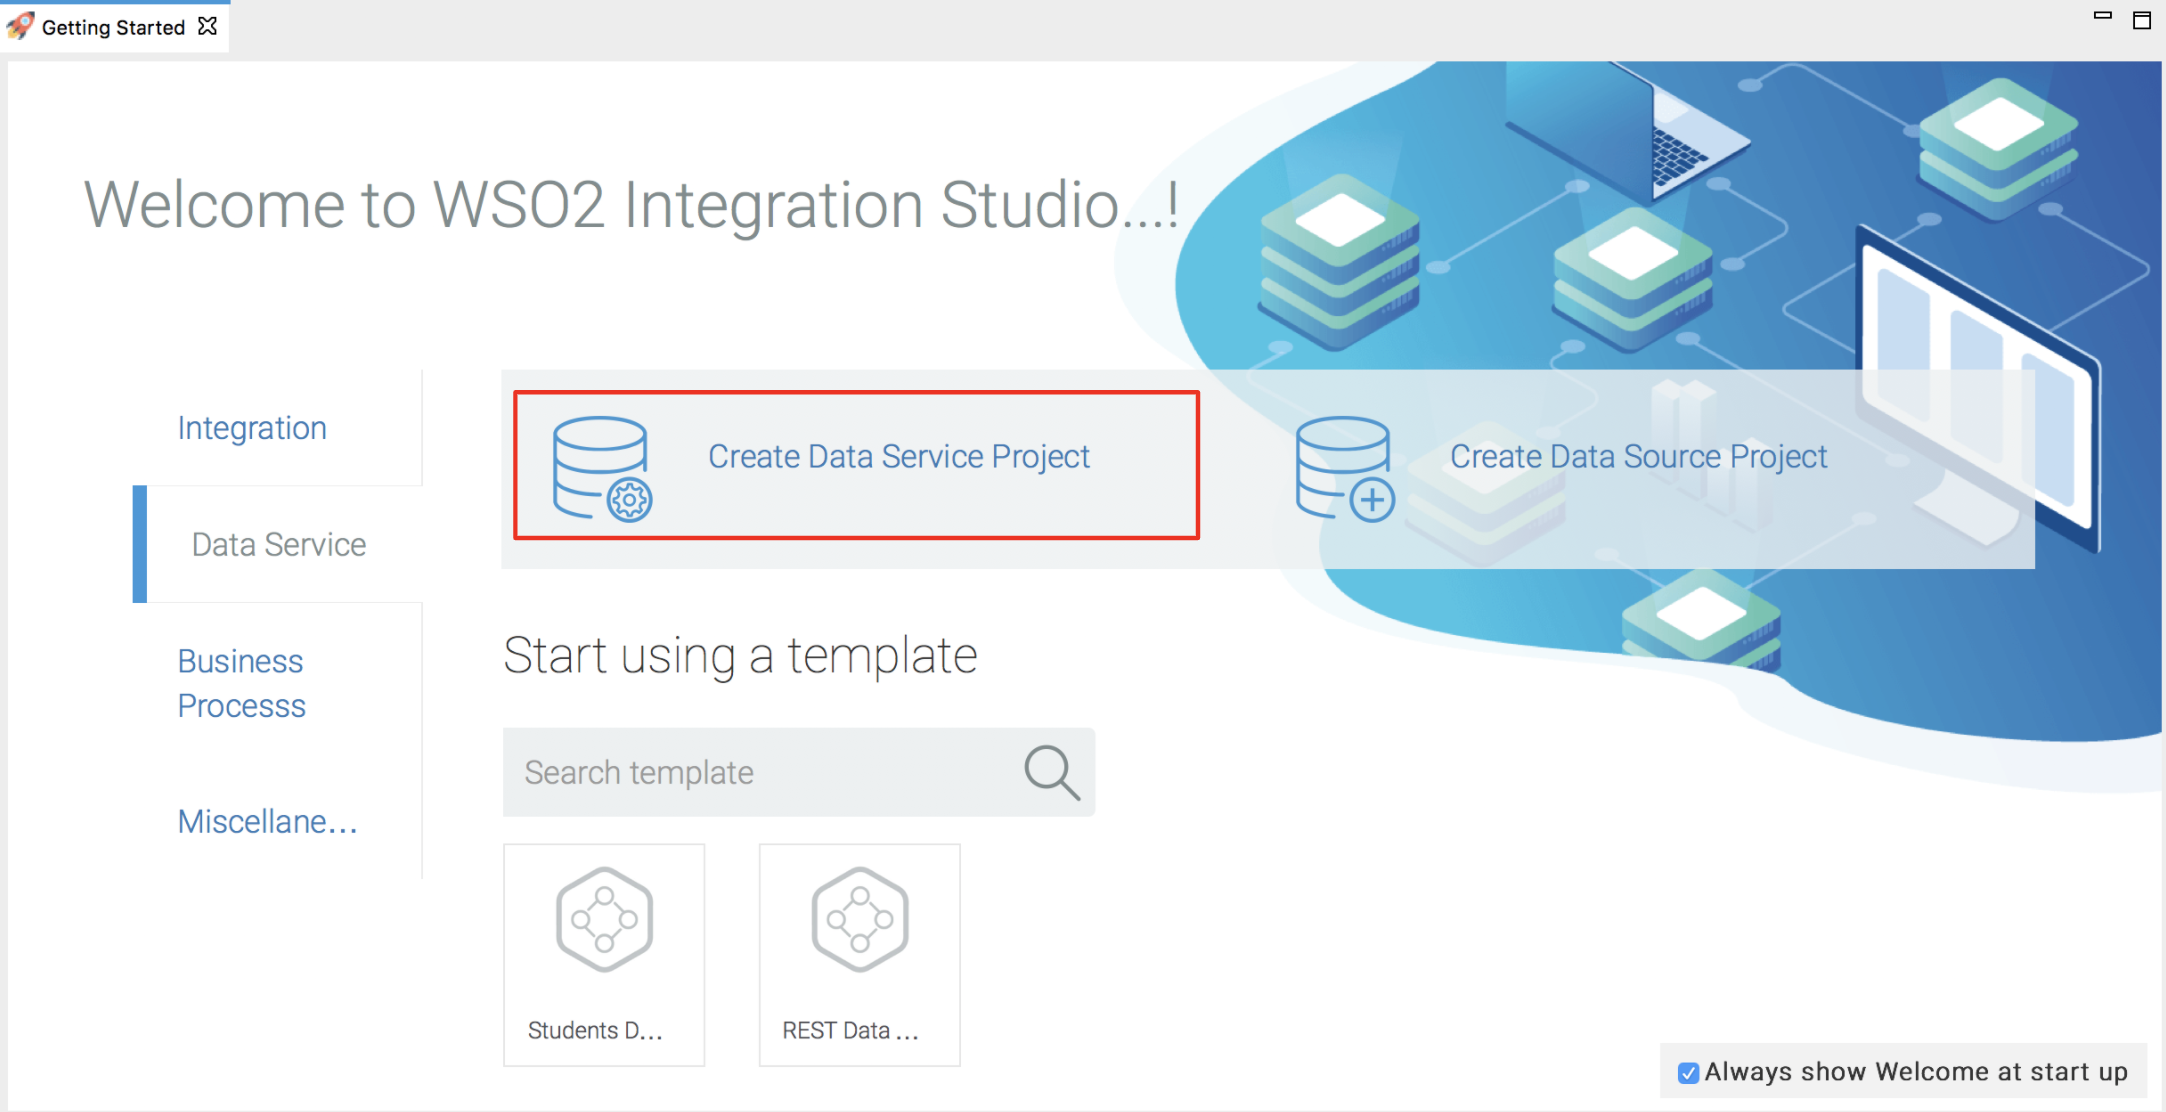 Getting Started
Welcome to WSO2 Integration Studio...!
Integration
Data Service
Business
Processs
Miscellane...
Create Data Service Project
Create Data Source Project
Start using a template
Search template
Students D...
REST Data ...
Always show Welcome at start up